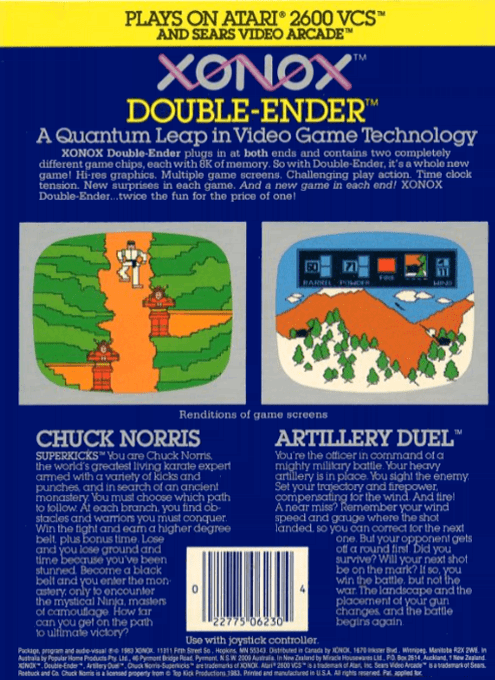 PLAYS ON ATARI® 2600 VCS™
AND SEARS VIDEO ARCADE™
XONOX™
DOUBLE-ENDER™
A Quantum Leap in Video Game Technology
XONOX Double-Ender plugs in at both ends and contains two completely
different game chips, each with 8K of memory. So with Double-Ender, it's a whole new
game! Hi-res graphics. Multiple game screens. Challenging play action. Time clock
tension. New surprises in each game. And a new game in each end! XONOX
Double-Ender...twice the fun for the price of one!
60
71
FIRE
BARREL
POWDER
WIND
Renditions of game screens
CHUCK NORRIS
SUPERKICKS™ You are Chuck Norris,
the world's greatest living karate expert
armed with a variety of kicks and
punches, and in search of an ancient
monastery. You must choose which path
to follow. At each branch, you find ob-
stacles and warriors you must conquer.
Win the fight and earn a higher degree
belt, plus bonus time. Lose
and you lose ground and
time because you've been
stunned. Become a black
belt and you enter the mon-
astery, only to encounter
the mystical Ninja, masters
of camouflage. How far
can you get on the path
to ultimate victory?
ARTILLERY DUEL™
You're the officer in command of a
mighty military battle. Your heavy
artillery is in place. You sight the enemy.
Set your trajectory and firepower,
compensating for the wind. And fire!
A near miss? Remember your wind
speed and gauge where the shot
landed, so you can correct for the next
one. But your opponent gets
off a round first. Did you
survive? Will your next shot
be on the mark? If so, you
win the battle, but not the
war. The landscape and the
placement of your gun
changes, and the battle
begins again.
0 22775 06230 4
Use with joystick controller.
Package, program and audio-visual ℗© 1983 XONOX. 11011 Fifth Street So., Hopkins, MN 55343. Distributed in Canada by XONOX, 1670 Inkster Blvd., Winnipeg, Manitoba R2X 2W8. In
Australia by Popular Home Products Pty. Ltd., 40 Pyrmont Bridge Road, Pyrmont, N.S.W. 2009 Australia. In New Zealand by Miracle Housewares Ltd., P.O. Box 2614, Auckland, 1 New Zealand.
XONOX™, Double-Ender™, Artillery Duel™, Chuck Norris-Superkicks™ are trademarks of XONOX. Atari® 2600 VCS™ is a trademark of Atari, Inc. Sears Video Arcade™ is a trademark of Sears,
Roebuck and Co. Chuck Norris is a licensed property from © Top Kick Productions, 1983. Printed and manufactured in U.S.A. All rights reserved. Pat. applied for.